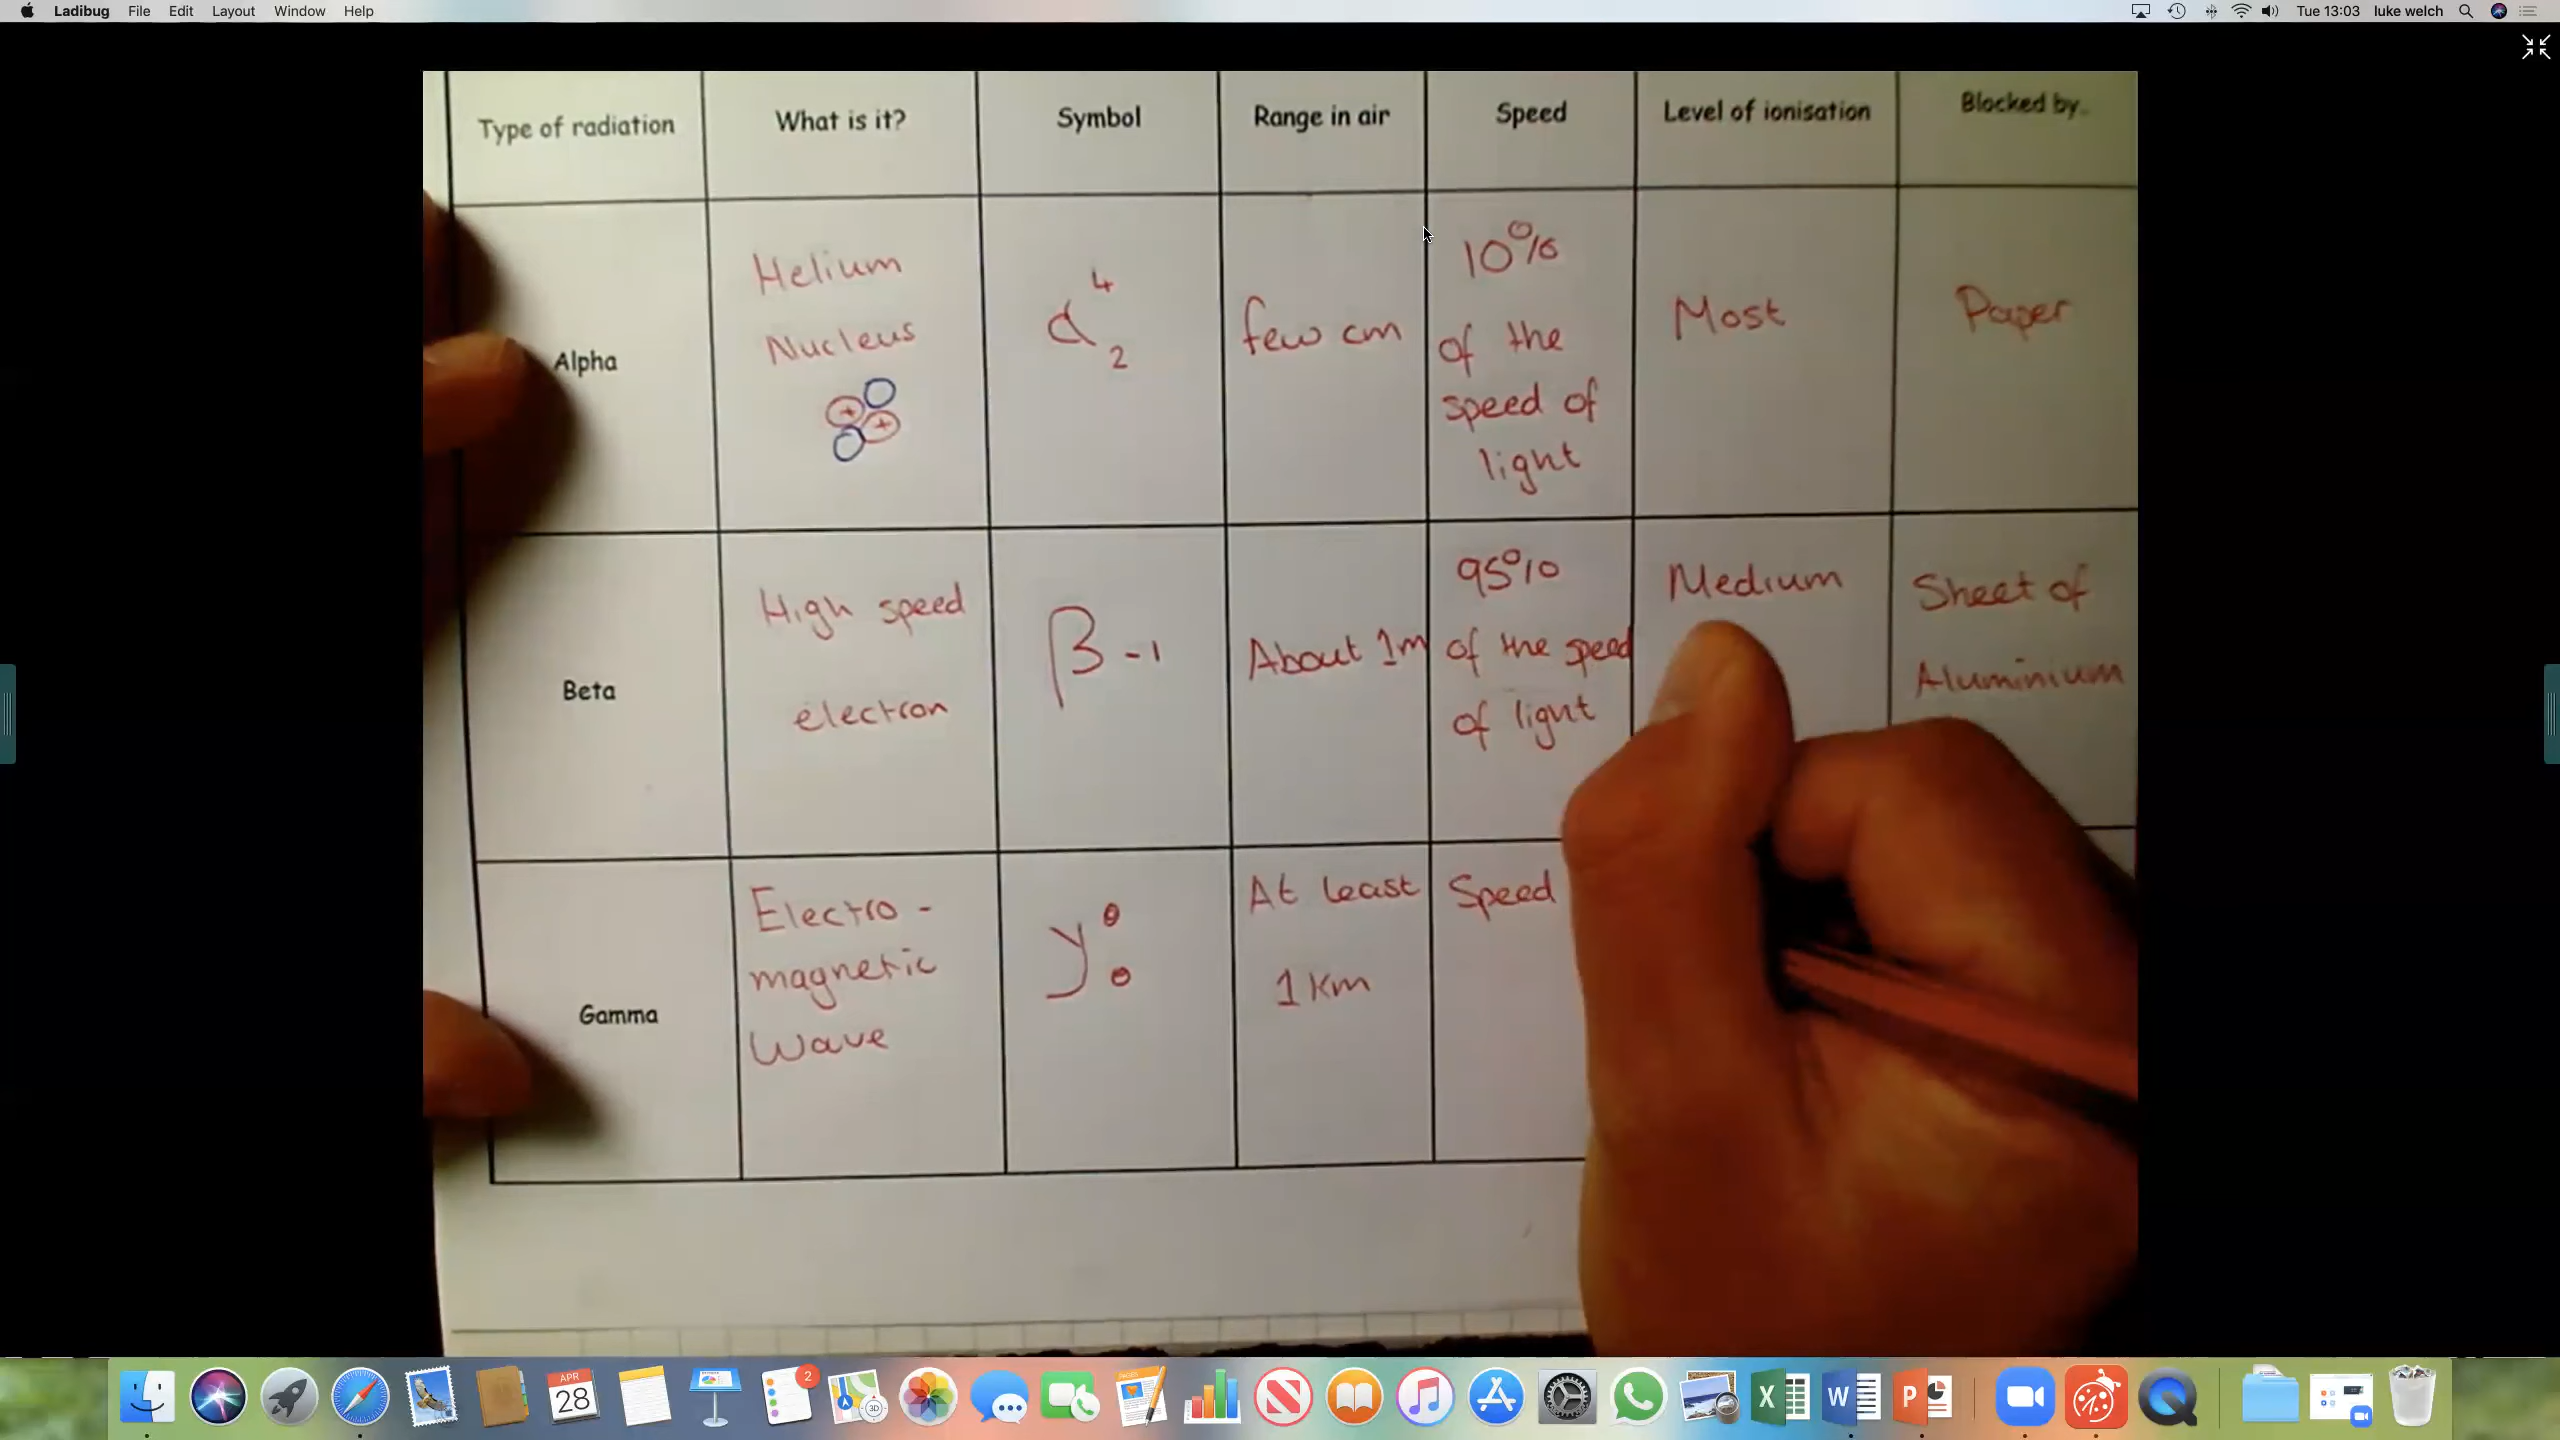 Ladibug File Edit Layout Window Help
Tue 13:03 luke welch
Type of radiation
What is it?
Symbol
Range in air
Speed
Level of ionisation
Blocked by..
Alpha
Helium
Nucleus
+
+
α 4
2
few cm
10%
of the
speed of
light
Most
Paper
Beta
High speed
electron
β -1
About 1m
95%
of the speed
of light
Medium
Sheet of
Aluminium
Gamma
Electro -
magnetic
Wave
γ 0
0
At least
1 Km
Speed
APR
28
2
3D
PAGES
X
W
P